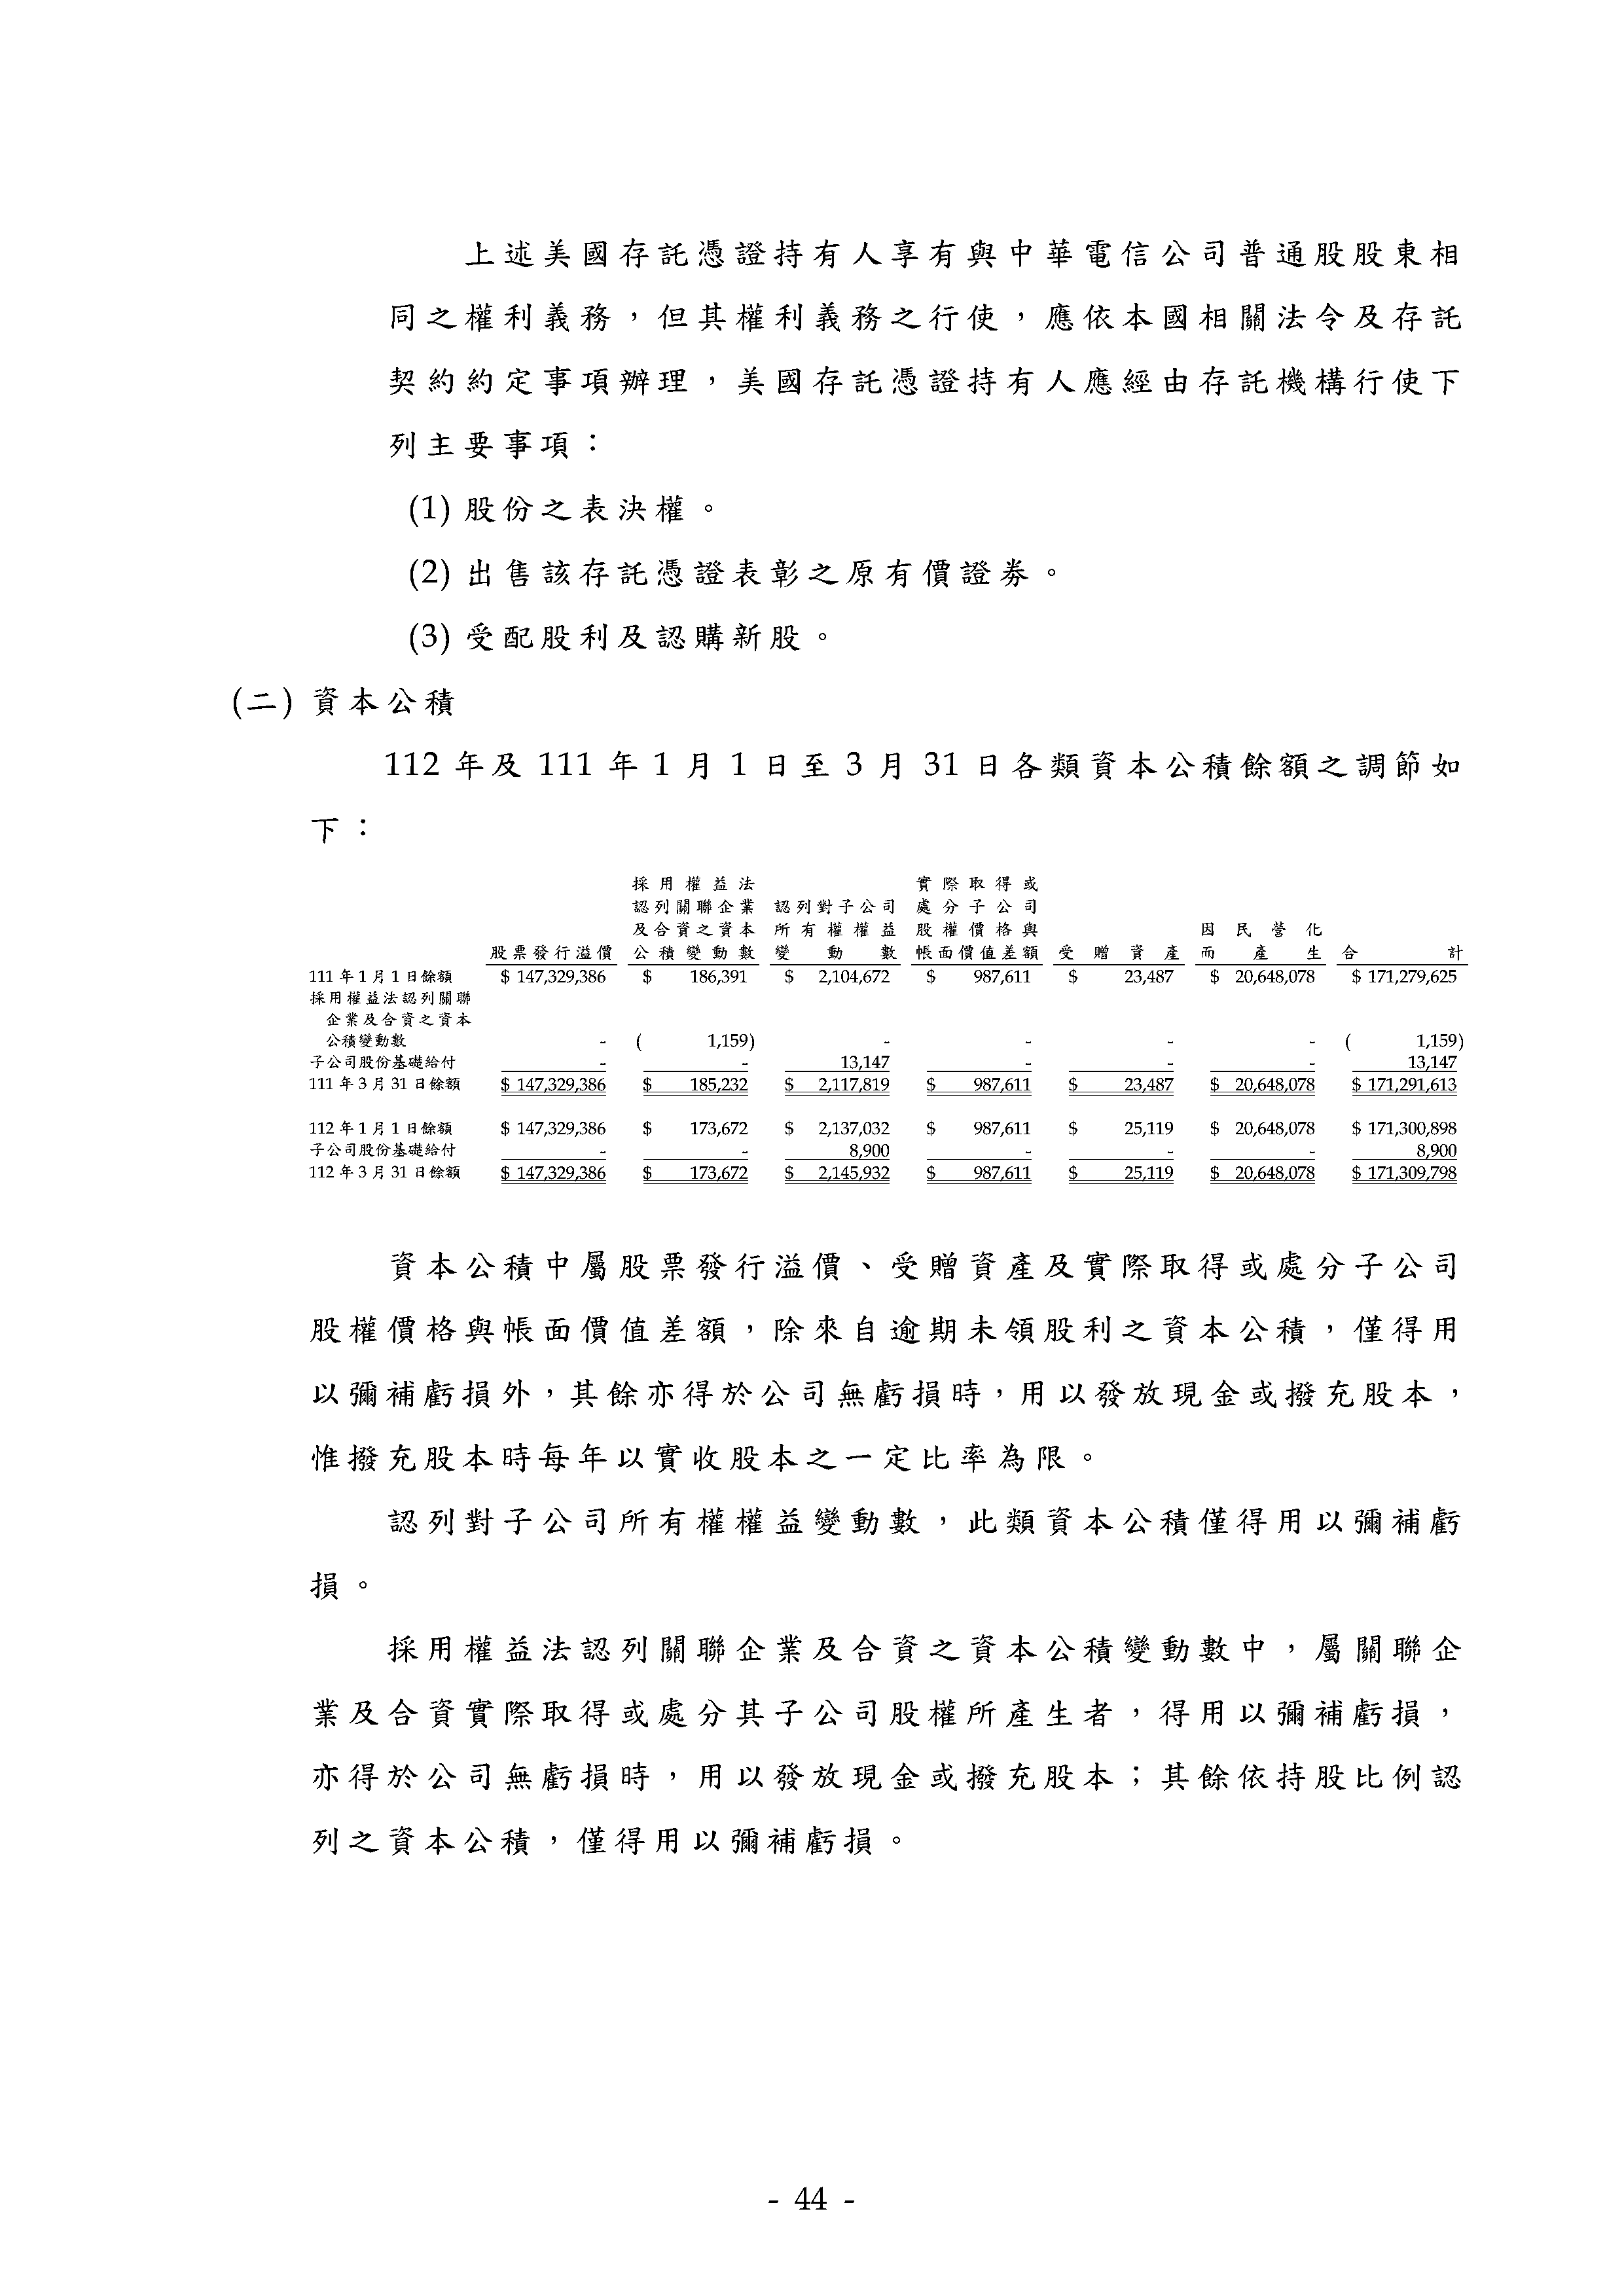 上述美國存託憑證持有人享有與中華電信公司普通股股東相
同之權利義務，但其權利義務之行使，應依本國相關法令及存託
契約約定事項辦理，美國存託憑證持有人應經由存託機構行使下
列主要事項：
(1) 股份之表決權。
(2) 出售該存託憑證表彰之原有價證券。
(3) 受配股利及認購新股。
(二) 資本公積
112 年及 111 年 1 月 1 日至 3 月 31 日各類資本公積餘額之調節如
下：
採用權益法 實際取得或
認列關聯企業 認列對子公司 處分子公司
及合資之資本 所有權權益 股權價格與 因民營化
股票發行溢價 公積變動數 變動數 帳面價值差額 受贈資產 而產生 合計
111 年 1 月 1 日餘額 $ 147,329,386 $ 186,391 $ 2,104,672 $ 987,611 $ 23,487 $ 20,648,078 $ 171,279,625
採用權益法認列關聯
企業及合資之資本
公積變動數 - ( 1,159) - - - - ( 1,159)
子公司股份基礎給付 - - 13,147 - - - 13,147
111 年 3 月 31 日餘額 $ 147,329,386 $ 185,232 $ 2,117,819 $ 987,611 $ 23,487 $ 20,648,078 $ 171,291,613
112 年 1 月 1 日餘額 $ 147,329,386 $ 173,672 $ 2,137,032 $ 987,611 $ 25,119 $ 20,648,078 $ 171,300,898
子公司股份基礎給付 - - 8,900 - - - 8,900
112 年 3 月 31 日餘額 $ 147,329,386 $ 173,672 $ 2,145,932 $ 987,611 $ 25,119 $ 20,648,078 $ 171,309,798
資本公積中屬股票發行溢價、受贈資產及實際取得或處分子公司
股權價格與帳面價值差額，除來自逾期未領股利之資本公積，僅得用
以彌補虧損外，其餘亦得於公司無虧損時，用以發放現金或撥充股本，
惟撥充股本時每年以實收股本之一定比率為限。
認列對子公司所有權權益變動數，此類資本公積僅得用以彌補虧
損。
採用權益法認列關聯企業及合資之資本公積變動數中，屬關聯企
業及合資實際取得或處分其子公司股權所產生者，得用以彌補虧損，
亦得於公司無虧損時，用以發放現金或撥充股本；其餘依持股比例認
列之資本公積，僅得用以彌補虧損。
- 44 -